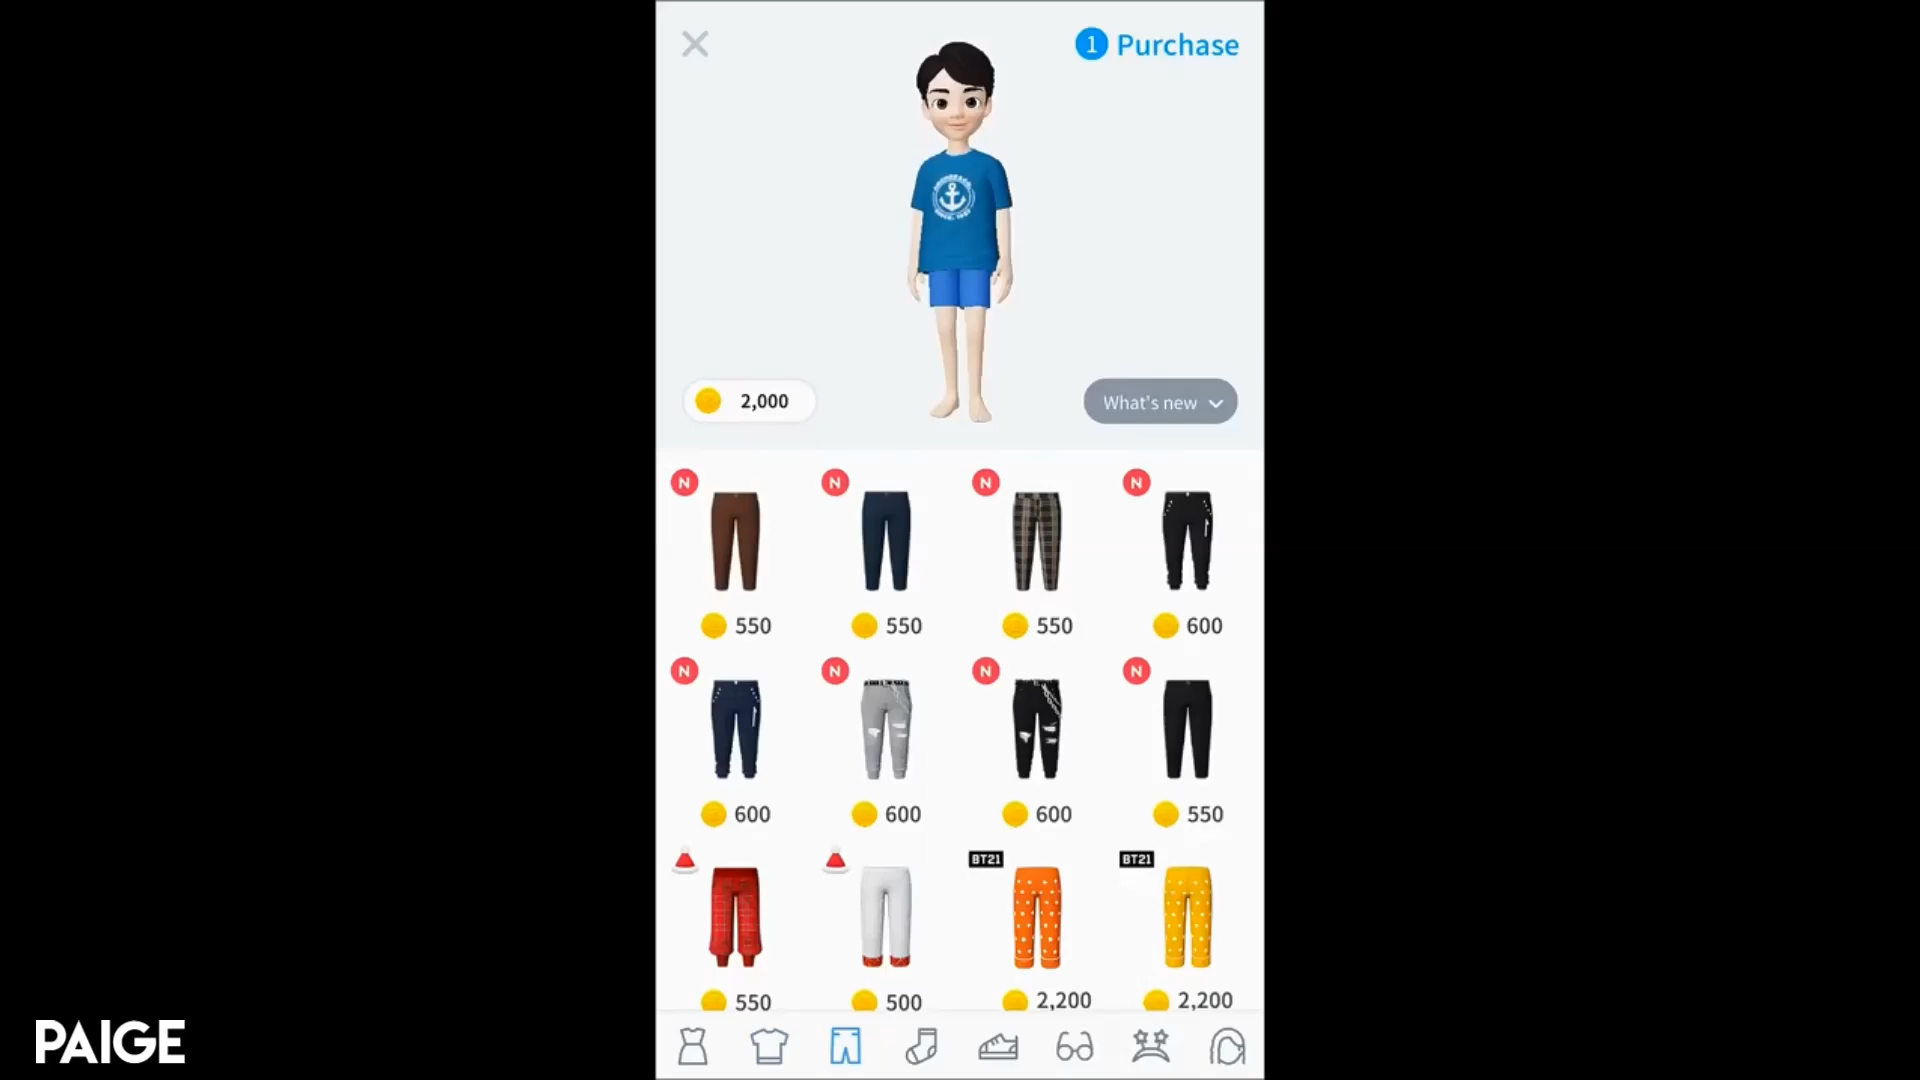 1 Purchase
2,000
What's new
N N N N
550 550 550 600
N N N N
600 600 600 550
BT21 BT21
550 500 2,200 2,200
PAIGE